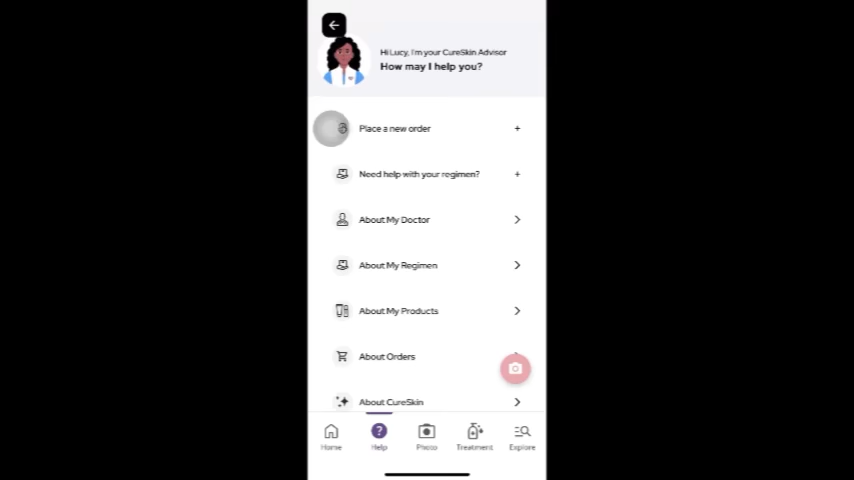 Hi Lucy, I'm your CureSkin Advisor
How may I help you?
Place a new order
Need help with your regimen?
About My Doctor
About My Regimen
About My Products
About Orders
About CureSkin
Home Help Photo Treatment Explore